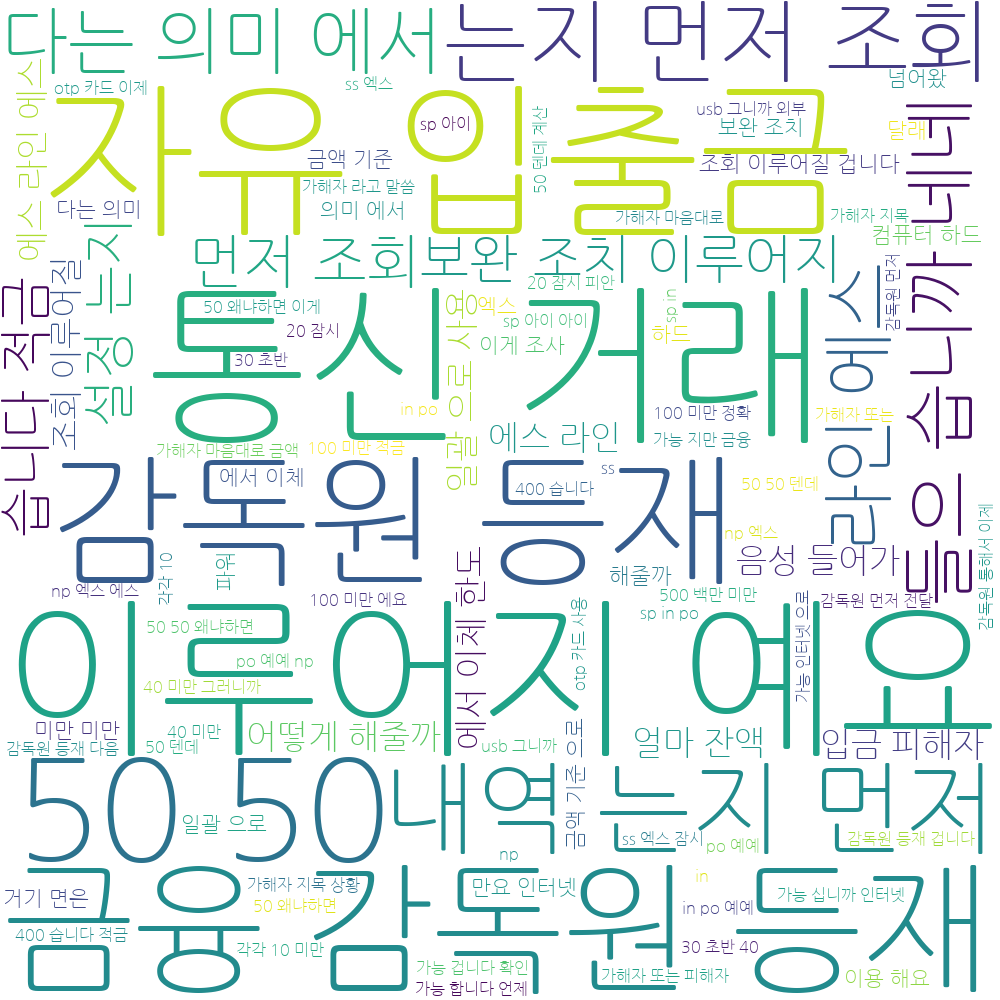 다는 의미 에서
는지 먼저 조회
otp 카드 이제
ss 엑스
넘어왔
자유 입출금
sp 아이
usb 그니까 외부
보완 조치
달래
네네네
에스 라인 에스
50 텐데 계산
금액 기준
조회 이루어질 겁니다
가해자 라고 말씀
다는 의미
의미 에서
가해자 마음대로
가해자 지목
컴퓨터 하드
설정 는지
먼저 조회
보완 조치 이루어지
조회 이루어질
20 잠시 피안
감독원 먼저
습니다 적금
통신 거래
50 왜냐하면 이게
엑스
sp in
20 잠시
sp 아이 아이
하드
30 초반
이게 조사
일괄 으로 사용
라인 에스
들은 습니까
in po
100 미만 정확
가해자 또는
에스 라인
가능 지만 금융
가해자 마음대로 금액
100 미만 적금
감독원 등재
에서 이체
ss
400 습니다
50 50 텐데
np 엑스
음성 들어가
각각 10
파워
해줄까
np 엑스 에스
100 미만 에요
에서 이체 한도
500 백만 미만
감독원 먼저 전달
감독원 통해서 이제
이루어지 예요
sp in po
50 50 왜냐하면
otp 카드 사용
가능 인터넷 으로
po 예예 np
40 미만 그러니까
미만 미만
40 미만
어떻게 해줄까
얼마 잔액
입금 피해자
감독원 등재 다음
50 텐데
usb 그니까
50 50
내역 는지 먼저
금액 기준 으로
일괄 으로
ss 엑스 잠시
감독원 등재 겁니다
po 예예
np
금융 감독원 등재
거기 면은
가해자 지목 상황
만요 인터넷
in
가능 십니까 인터넷
50 왜냐하면
in po 예예
400 습니다 적금
각각 10 미만
30 초반 40
가능 겁니다 확인
가해자 또는 피해자
이용 해요
가능 합니다 언제